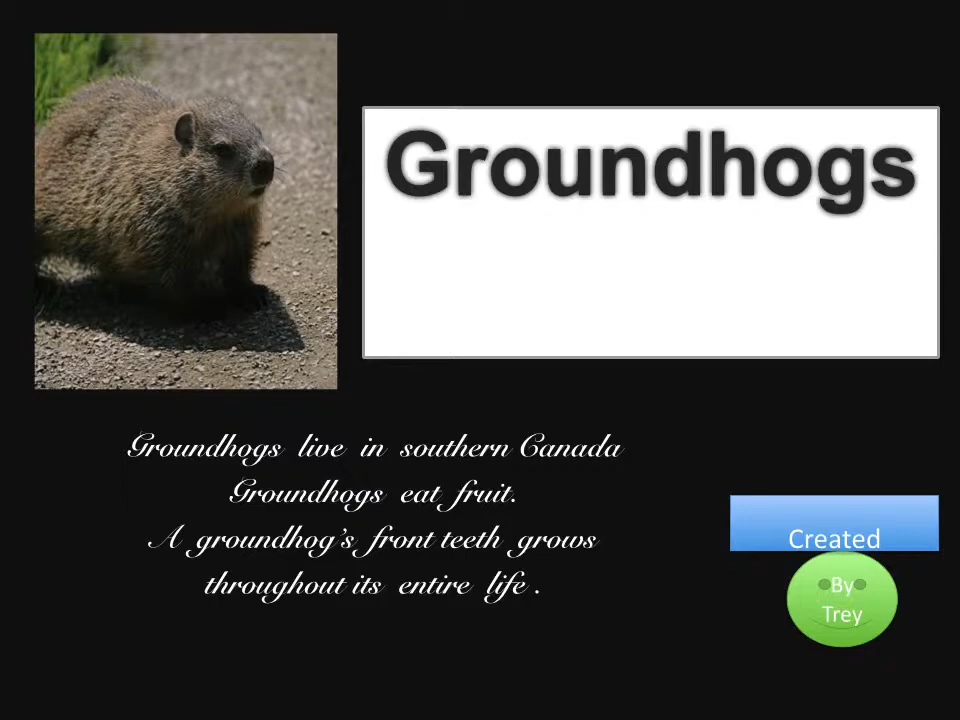 Groundhogs
Groundhogs live in southern Canada
Groundhogs eat fruit.
A groundhog's front teeth grows
throughout its entire life .
Created
By
Trey